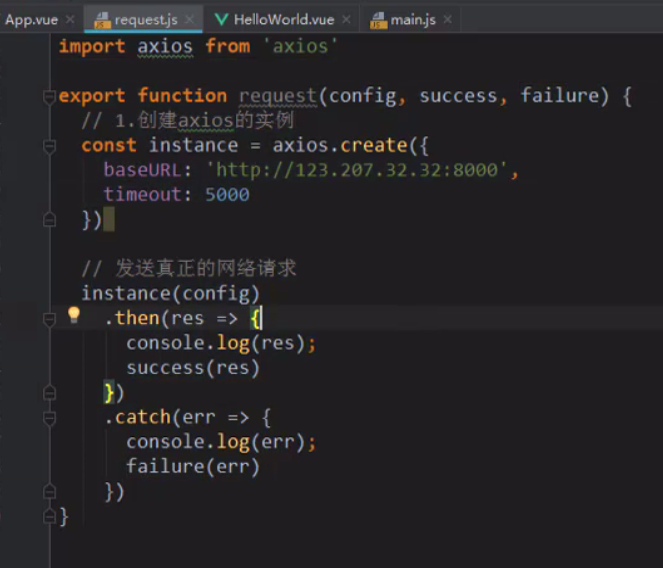 App.vue request.js HelloWorld.vue main.js
import axios from 'axios'
export function request(config, success, failure) {
// 1.创建axios的实例
const instance = axios.create({
baseURL: 'http://123.207.32.32:8000',
timeout: 5000
})
// 发送真正的网络请求
instance(config)
.then(res => {
console.log(res);
success(res)
})
.catch(err => {
console.log(err);
failure(err)
})
}